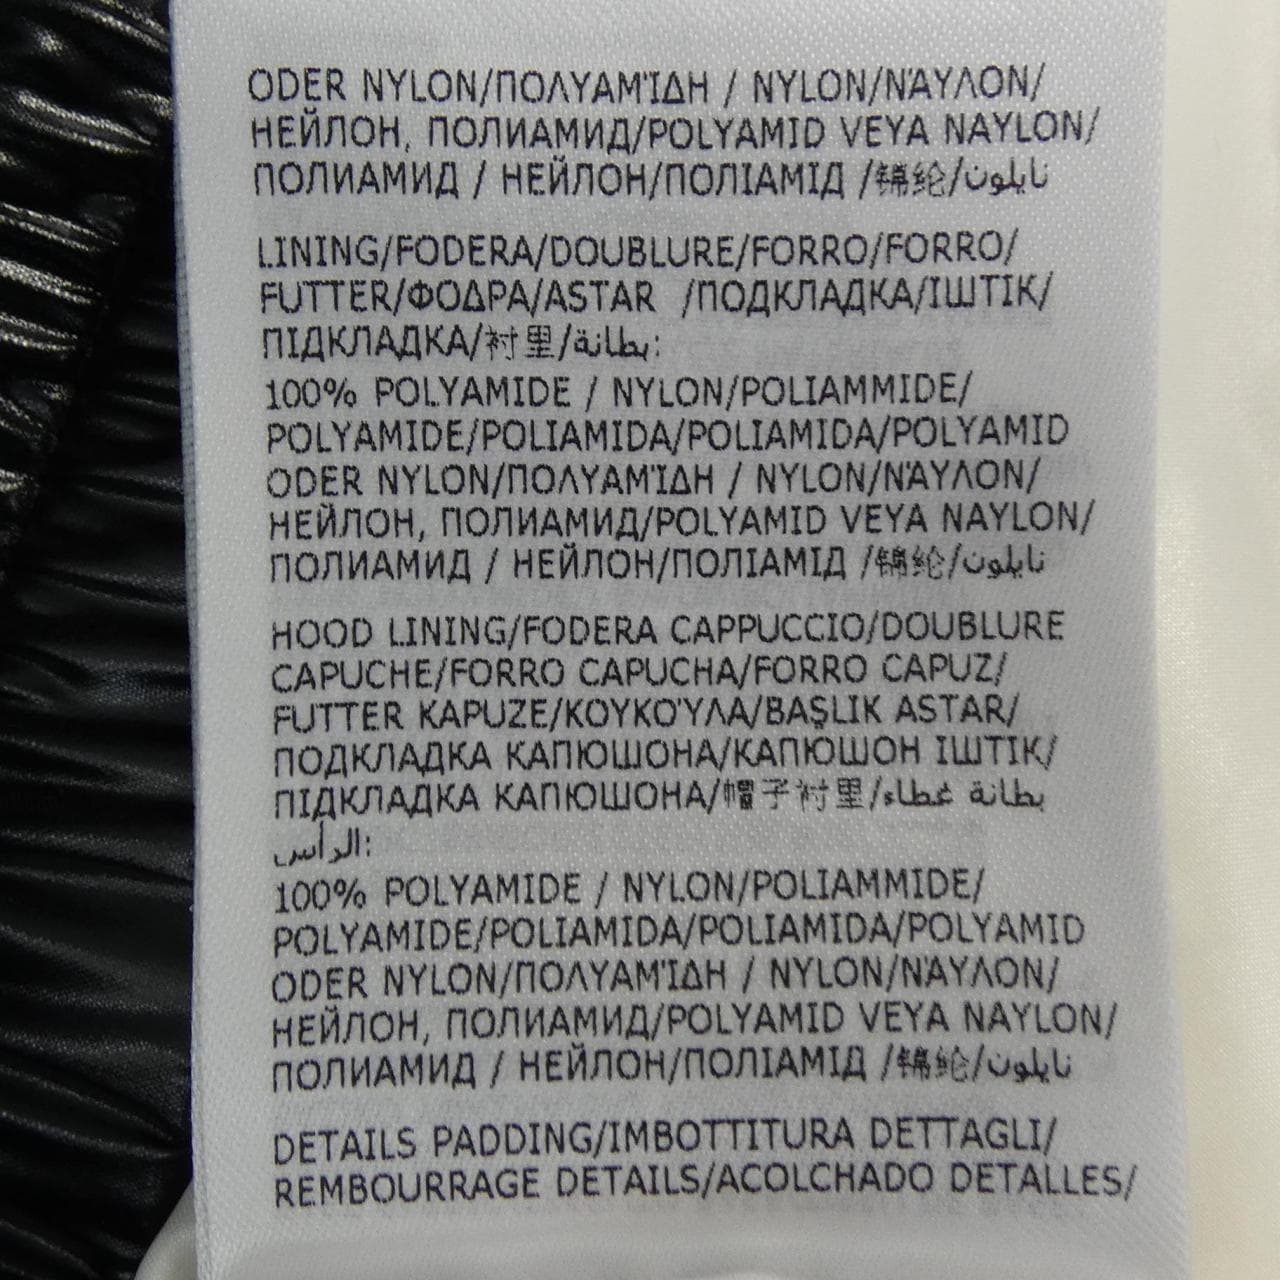 ODER NYLON/ΠΟΛΥΑΜΊΔΗ / NYLON/ΝΆΥΛΟΝ/
НЕЙЛОН, ПОЛИАМИД/POLYAMID VEYA NAYLON/
ПОЛИАМИД / НЕЙЛОН/ПОЛІАМІД /锦纶/نايلون
LINING/FODERA/DOUBLURE/FORRO/FORRO/
FUTTER/ΦΟΔΡΑ/ASTAR /ПОДКЛАДКА/ІШТІК/
ПІДКЛАДКА/衬里/بطانة:
100% POLYAMIDE / NYLON/POLIAMMIDE/
POLYAMIDE/POLIAMIDA/POLIAMIDA/POLYAMID
ODER NYLON/ΠΟΛΥΑΜΊΔΗ / NYLON/ΝΆΥΛΟΝ/
НЕЙЛОН, ПОЛИАМИД/POLYAMID VEYA NAYLON/
ПОЛИАМИД / НЕЙЛОН/ПОЛІАМІД /锦纶/نايلون
HOOD LINING/FODERA CAPPUCCIO/DOUBLURE
CAPUCHE/FORRO CAPUCHA/FORRO CAPUZ/
FUTTER KAPUZE/ΚΟΥΚΟΎΛΑ/BAŞLIK ASTAR/
ПОДКЛАДКА КАПЮШОНА/КАПЮШОН ІШТІК/
ПІДКЛАДКА КАПЮШОНА/帽子衬里/بطانة غطاء
الرأس:
100% POLYAMIDE / NYLON/POLIAMMIDE/
POLYAMIDE/POLIAMIDA/POLIAMIDA/POLYAMID
ODER NYLON/ΠΟΛΥΑΜΊΔΗ / NYLON/ΝΆΥΛΟΝ/
НЕЙЛОН, ПОЛИАМИД/POLYAMID VEYA NAYLON/
ПОЛИАМИД / НЕЙЛОН/ПОЛІАМІД /锦纶/نايلون
DETAILS PADDING/IMBOTTITURA DETTAGLI/
REMBOURRAGE DETAILS/ACOLCHADO DETALLES/